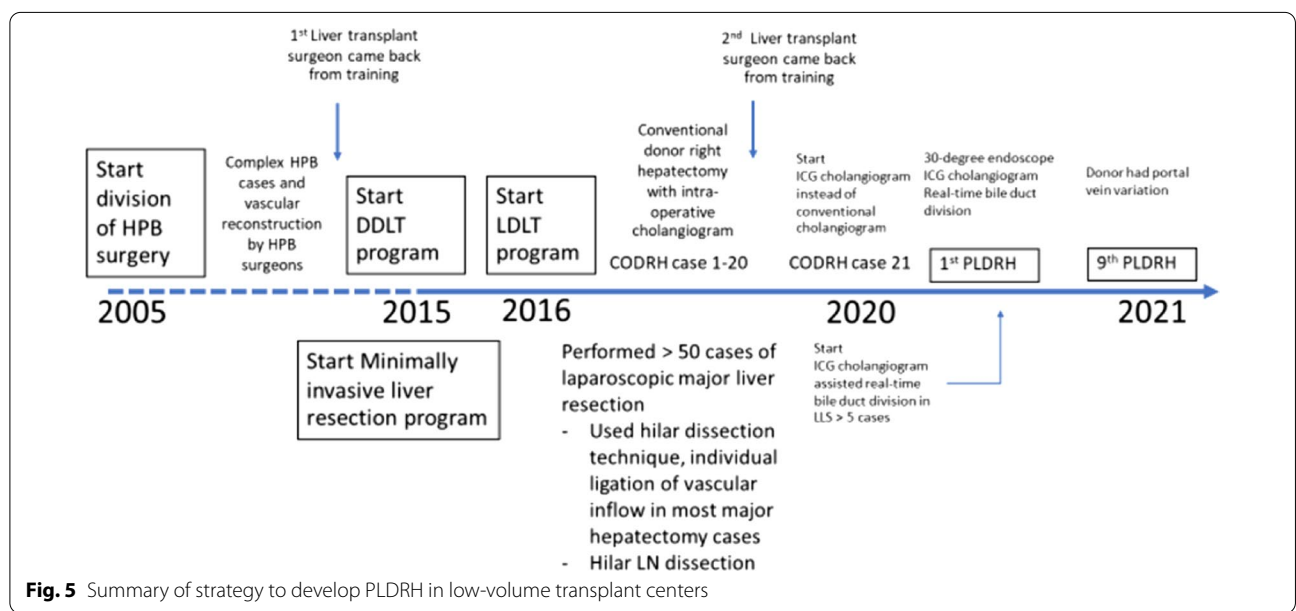 1st Liver transplant
surgeon came back
from training
2nd Liver transplant
surgeon came back
from training
Start
division
of HPB
surgery
Complex HPB
cases and
vascular
reconstruction
by HPB
surgeons
Start
DDLT
program
Start
LDLT
program
Conventional
donor right
hepatectomy
with intra-
operative
cholangiogram
CODRH case 1-20
Start
ICG cholangiogram
instead of
conventional
cholangiogram
CODRH case 21
30-degree endoscope
ICG cholangiogram
Real-time bile duct
division
1st PLDRH
Donor had portal
vein variation
9th PLDRH
2005
2015
2016
2020
2021
Start Minimally
invasive liver
resection program
Performed > 50 cases of
laparoscopic major liver
resection
- Used hilar dissection
technique, individual
ligation of vascular
inflow in most major
hepatectomy cases
- Hilar LN dissection
Start
ICG cholangiogram
assisted real-time
bile duct division in
LLS > 5 cases
Fig. 5 Summary of strategy to develop PLDRH in low-volume transplant centers